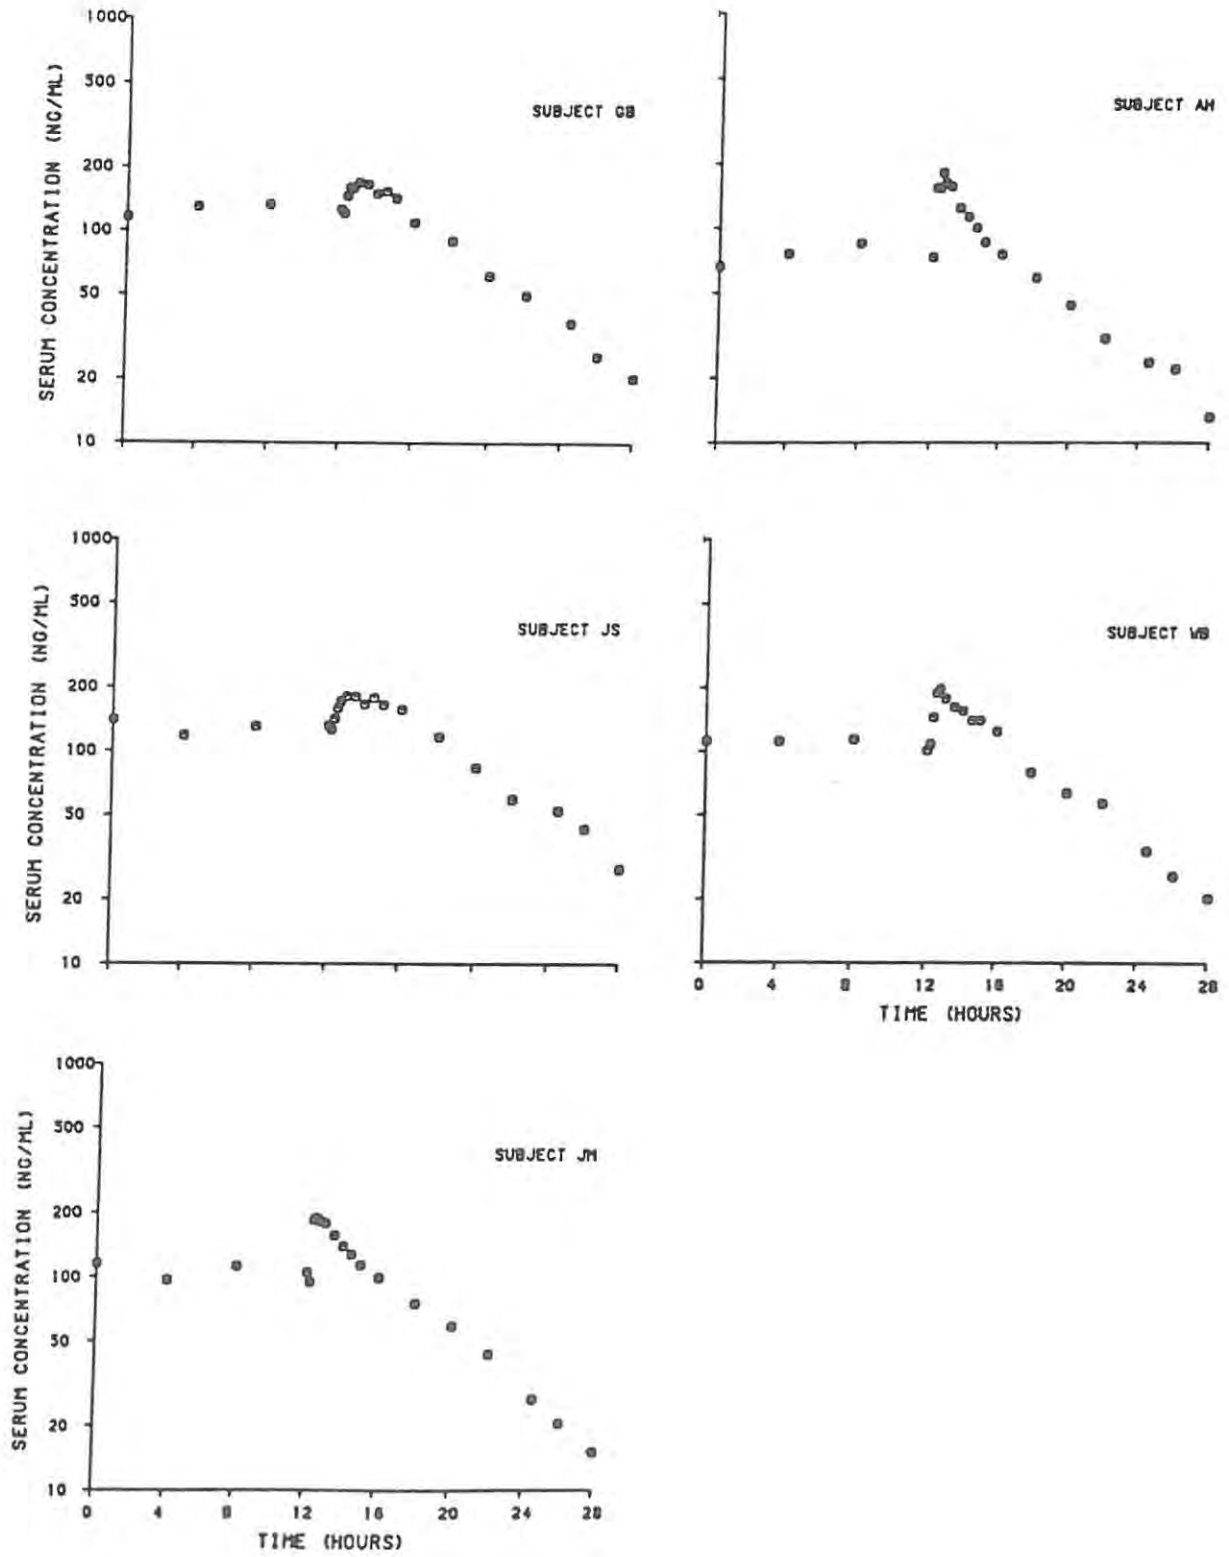 1000
500
SUBJECT GB
SUBJECT AH
200
100
50
20
10
SERUM CONCENTRATION (NG/ML)
1000
500
SUBJECT JS
SUBJECT WB
200
100
50
20
10
SERUM CONCENTRATION (NG/ML)
0 4 8 12 16 20 24 28
TIME (HOURS)
1000
500
SUBJECT JM
200
100
50
20
10
SERUM CONCENTRATION (NG/ML)
0 4 8 12 16 20 24 28
TIME (HOURS)